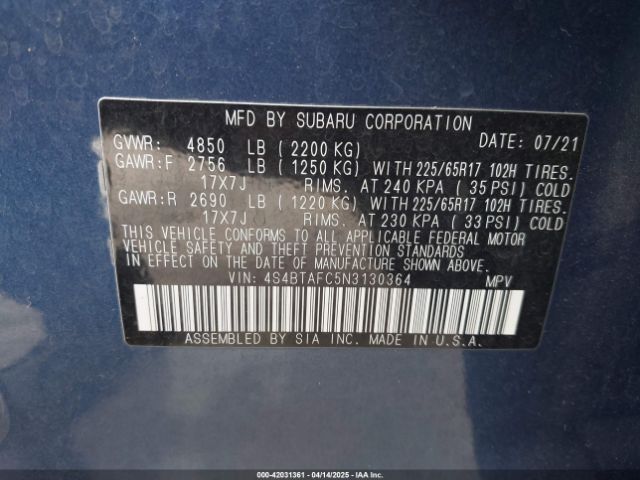 MFD BY SUBARU CORPORATION DATE: 07/21
GVWR: 4850 LB (2200 KG)
GAWR:F 2756 LB (1250 KG) WITH 225/65R17 102H TIRES.
17X7J RIMS. AT 240 KPA (35 PSI) COLD
GAWR:R 2690 LB (1220 KG) WITH 225/65R17 102H TIRES.
17X7J RIMS. AT 230 KPA (33 PSI) COLD
THIS VEHICLE CONFORMS TO ALL APPLICABLE FEDERAL MOTOR
VEHICLE SAFETY AND THEFT PREVENTION STANDARDS
IN EFFECT ON THE DATE OF MANUFACTURE SHOWN ABOVE.
VIN: 4S4BTAFC5N3130364 MPV
ASSEMBLED BY SIA INC. MADE IN U.S.A.
000-42031361 - 04/14/2025 - IAAI.COM